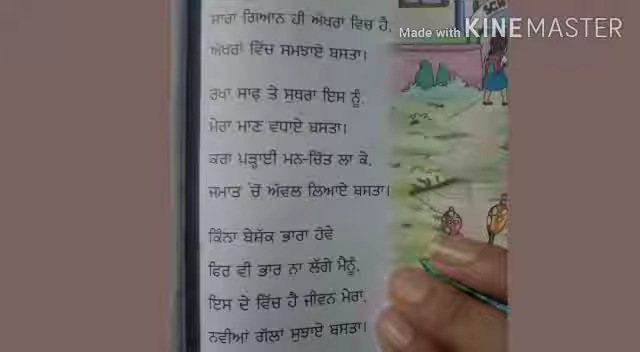 ਸਾਰਾ ਗਿਆਨ ਹੀ ਅੱਖਰਾਂ ਵਿਚ ਹੈ,
ਅੱਖਰਾਂ ਵਿੱਚ ਸਮਝਾਏ ਬਸਤਾ।
ਰੱਖਾਂ ਸਾਫ਼ ਤੇ ਸੁਥਰਾ ਇਸ ਨੂੰ,
ਮੇਰਾ ਮਾਣ ਵਧਾਏ ਬਸਤਾ।
ਕਰਾਂ ਪੜ੍ਹਾਈ ਮਨ-ਚਿੱਤ ਲਾ ਕੇ,
ਜਮਾਤ 'ਚੋਂ ਅੱਵਲ ਲਿਆਏ ਬਸਤਾ।
ਕਿੰਨਾ ਬੇਸ਼ੱਕ ਭਾਰਾ ਹੋਵੇ
ਫਿਰ ਵੀ ਭਾਰ ਨਾ ਲੱਗੇ ਮੈਨੂੰ,
ਇਸ ਦੇ ਵਿੱਚ ਹੈ ਜੀਵਨ ਮੇਰਾ,
ਨਵੀਆਂ ਗੱਲਾਂ ਸੁਝਾਏ ਬਸਤਾ।
Made with KINEMASTER